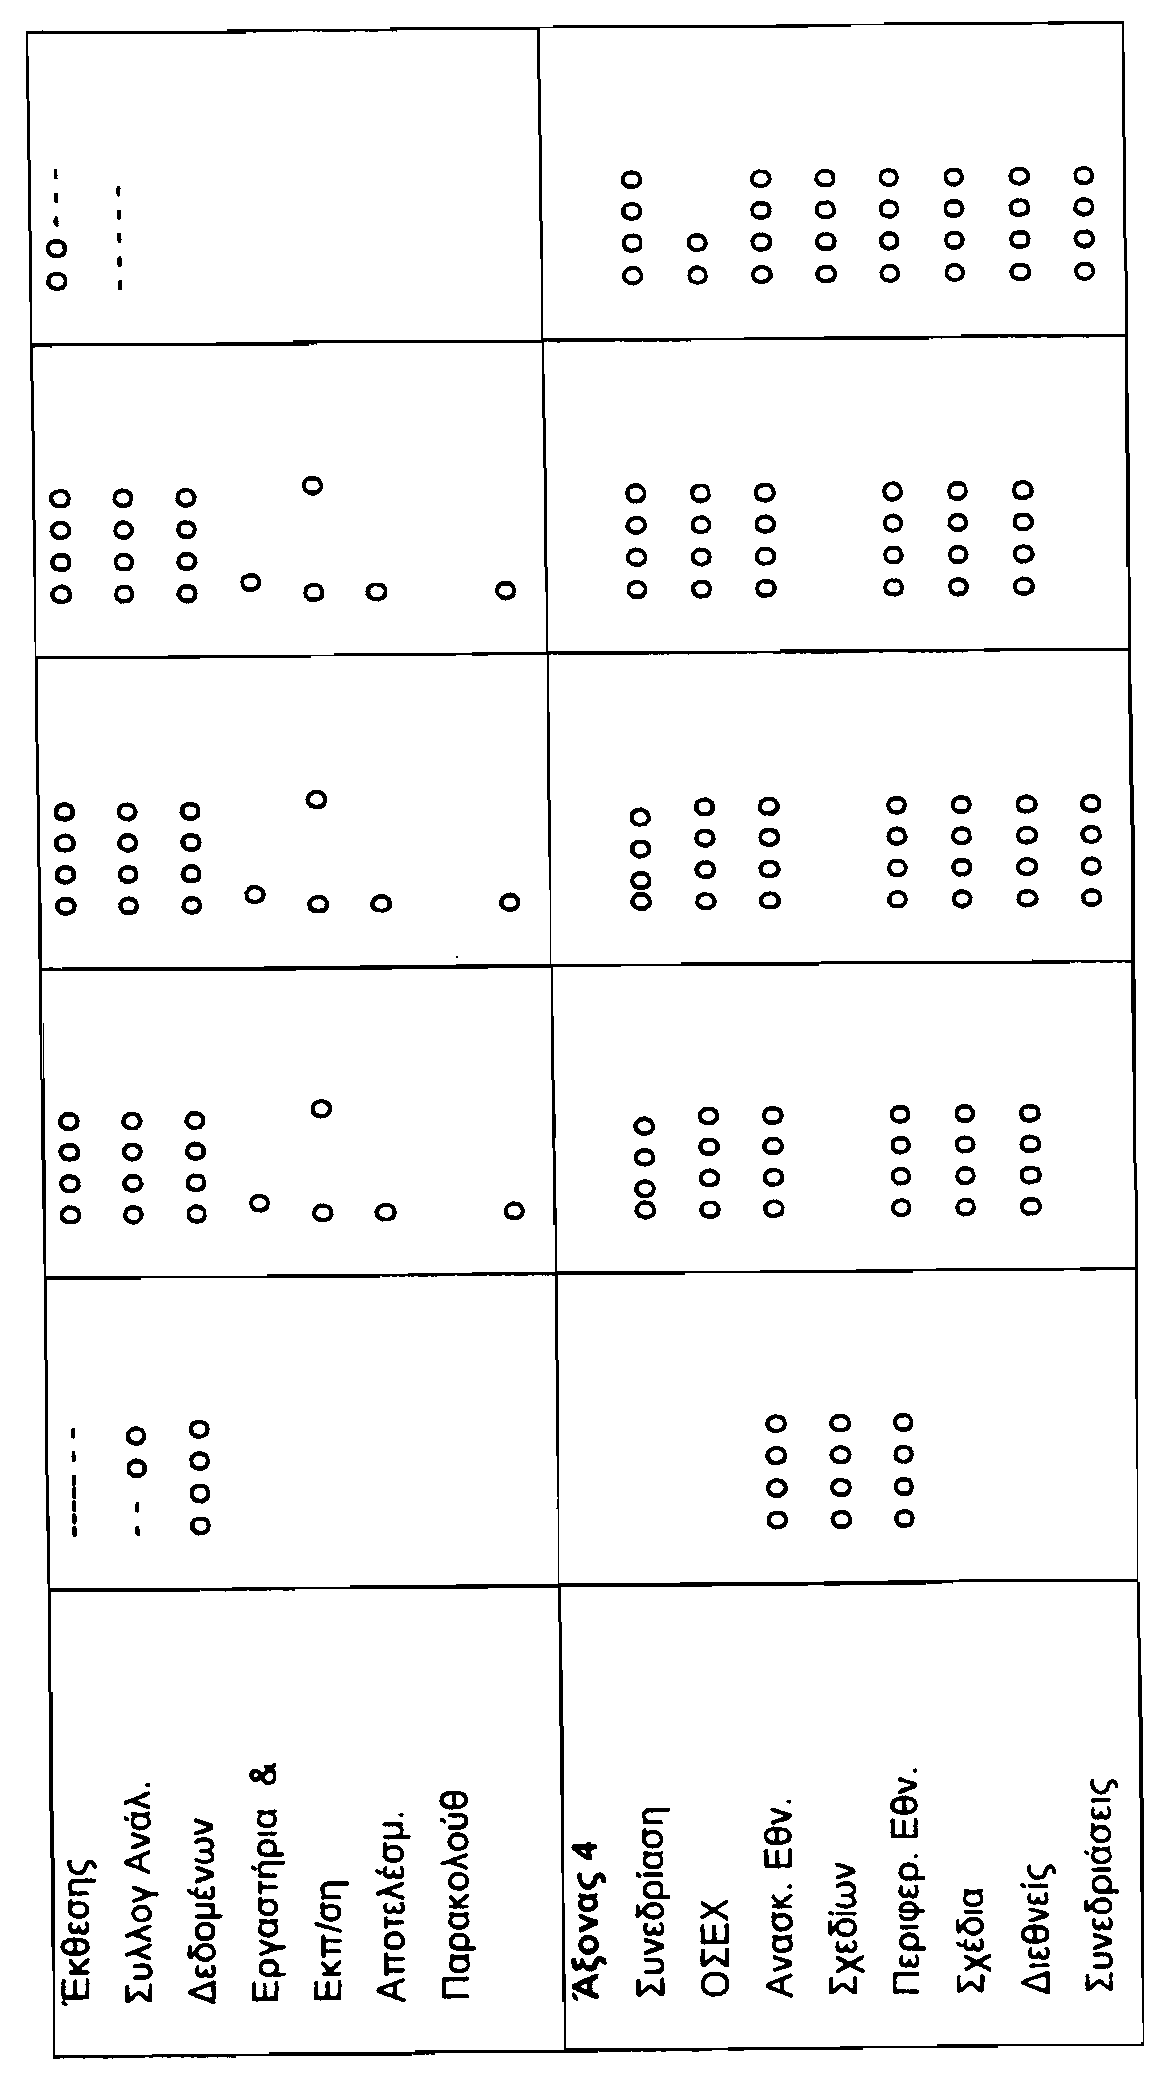 Έκθεσης
Συλλογ Ανάλ.
Δεδομένων
Εργαστήρια &
Εκπ/ση
Αποτελέσμ.
Παρακολούθ
Άξονας 4
Συνεδρίαση
ΟΣΕΧ
Ανασκ. Εθν.
Σχεδίων
Περιφερ. Εθν.
Σχέδια
Διεθνείς
Συνεδριάσεις